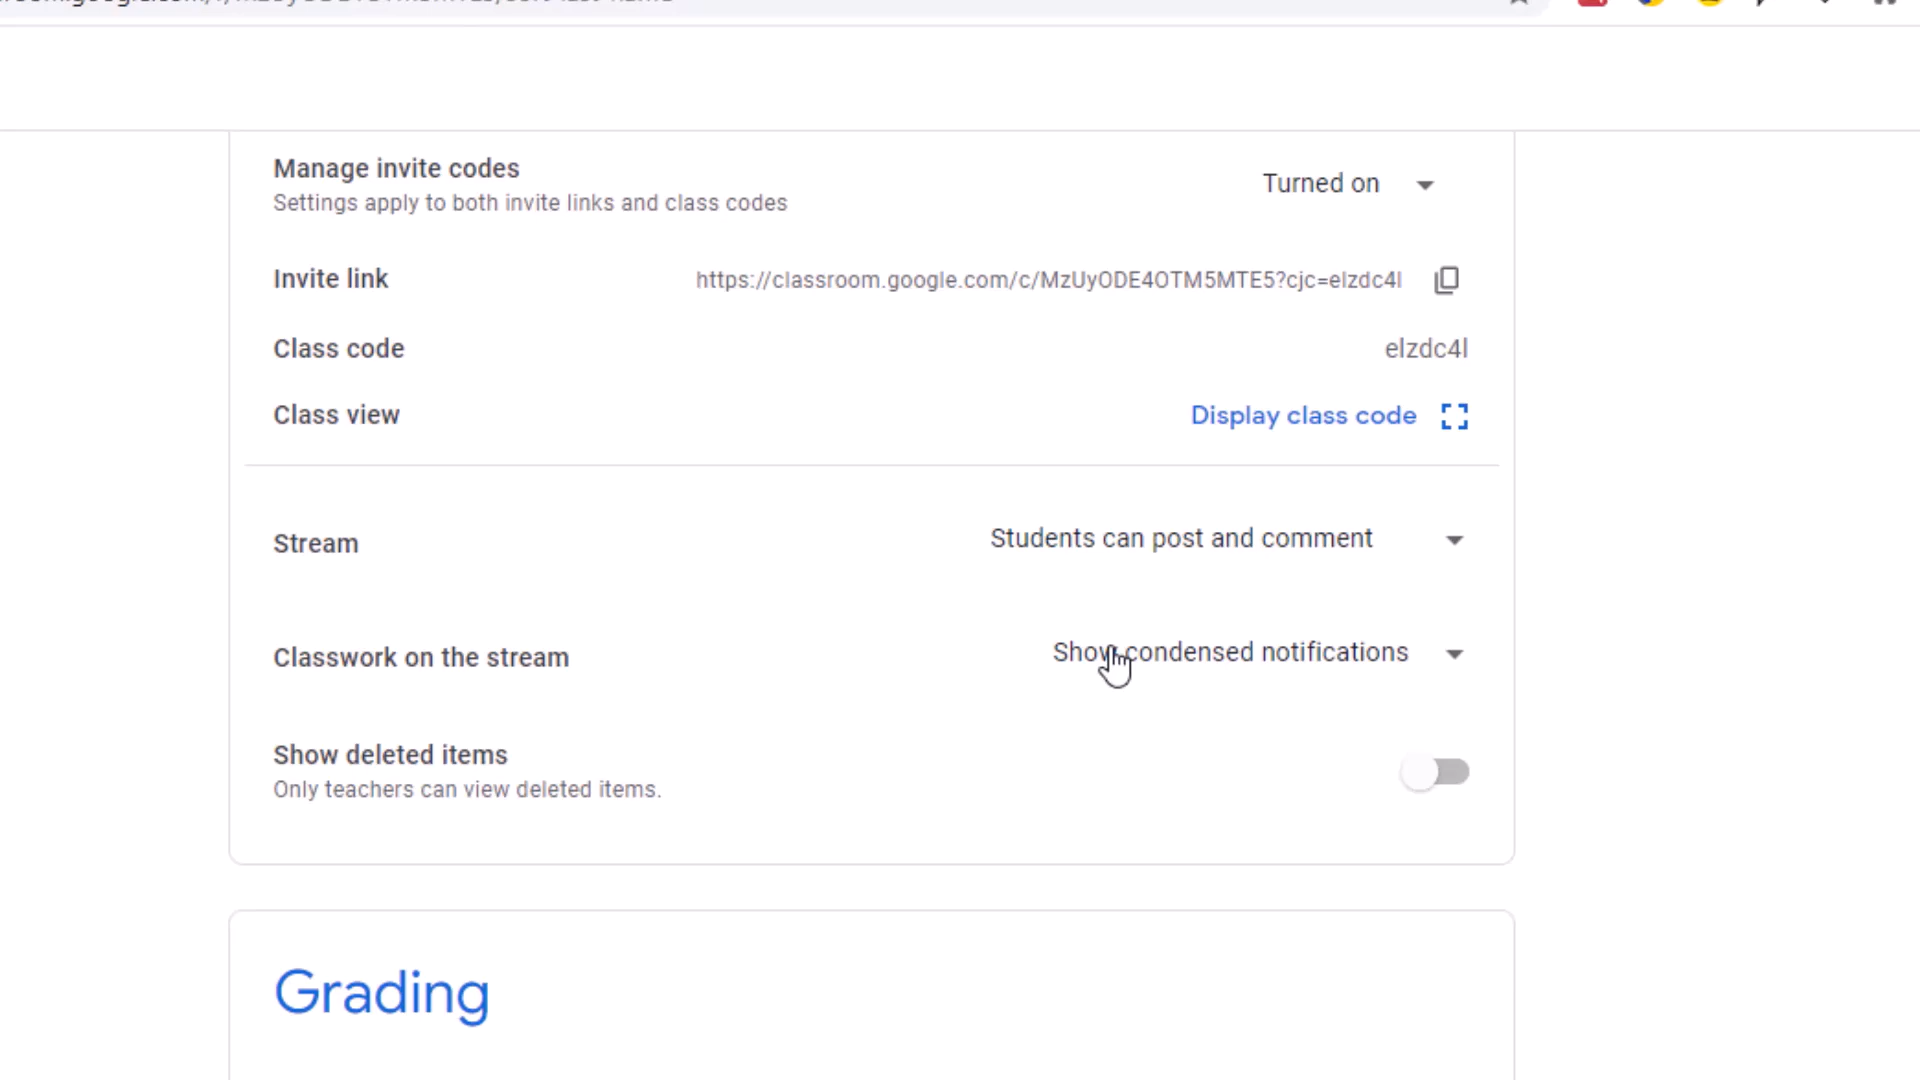 Manage invite codes
Settings apply to both invite links and class codes
Turned on
Invite link
https://classroom.google.com/c/MzUyODE4OTM5MTE5?cjc=elzdc4l
Class code
elzdc4l
Class view
Display class code
Stream
Students can post and comment
Classwork on the stream
Show condensed notifications
Show deleted items
Only teachers can view deleted items.
Grading